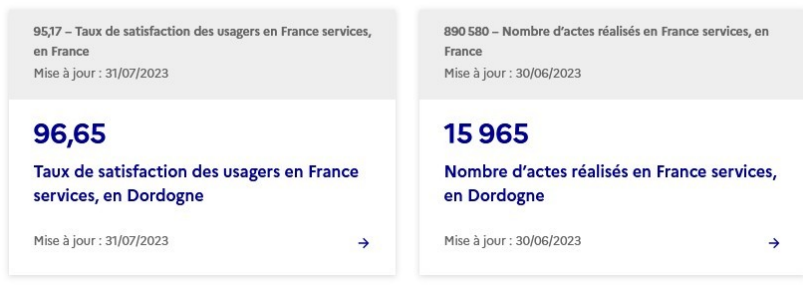 95,17 – Taux de satisfaction des usagers en France services,
en France
Mise à jour : 31/07/2023
96,65
Taux de satisfaction des usagers en France
services, en Dordogne
Mise à jour : 31/07/2023
890 580 – Nombre d’actes réalisés en France services, en
France
Mise à jour : 30/06/2023
15 965
Nombre d’actes réalisés en France services,
en Dordogne
Mise à jour : 30/06/2023